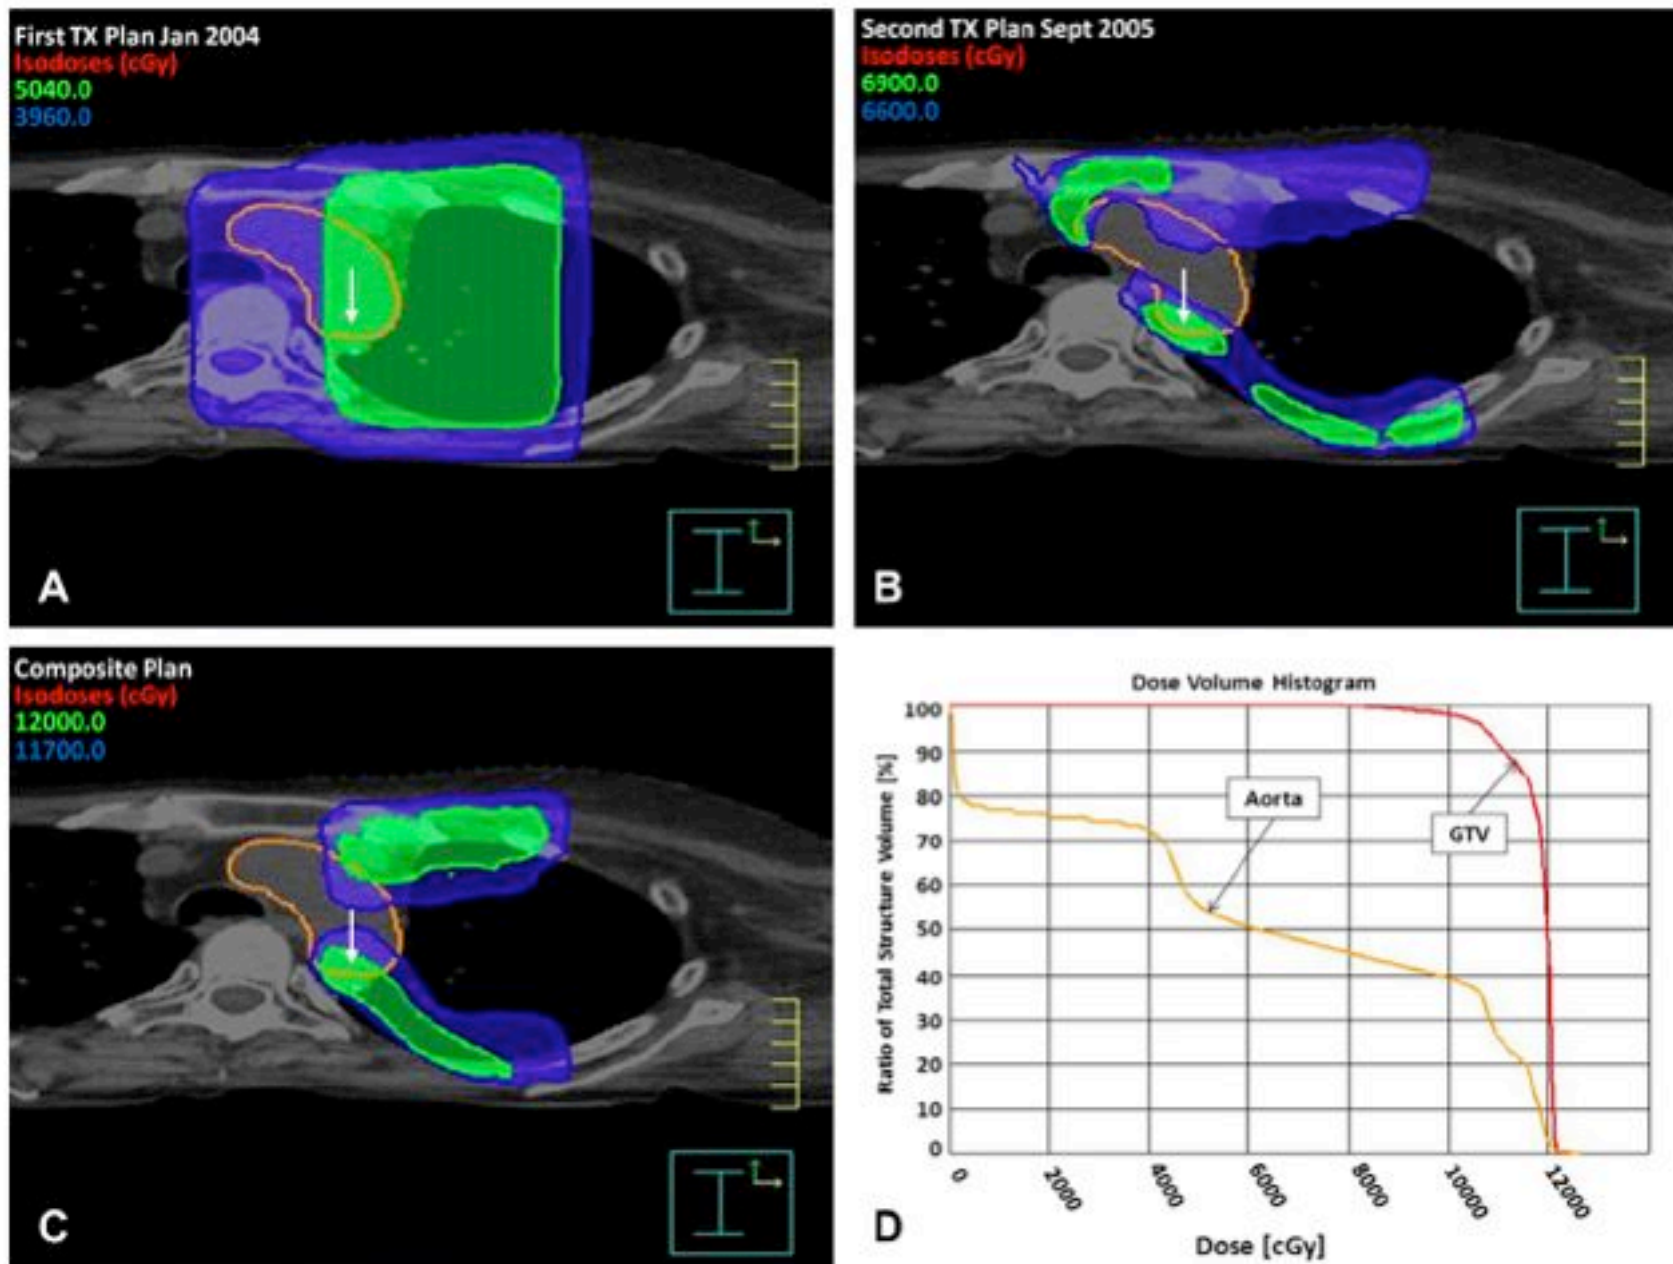 First TX Plan Jan 2004
Isodoses (cGy)
5040.0
3960.0
A
Second TX Plan Sept 2005
Isodoses (cGy)
6900.0
6600.0
B
Composite Plan
Isodoses (cGy)
12000.0
11700.0
C
Dose Volume Histogram
Ratio of Total Structure Volume [%]
100
90
80
70
60
50
40
30
20
10
0
Aorta
GTV
0
2000
4000
6000
8000
10000
12000
Dose [cGy]
D